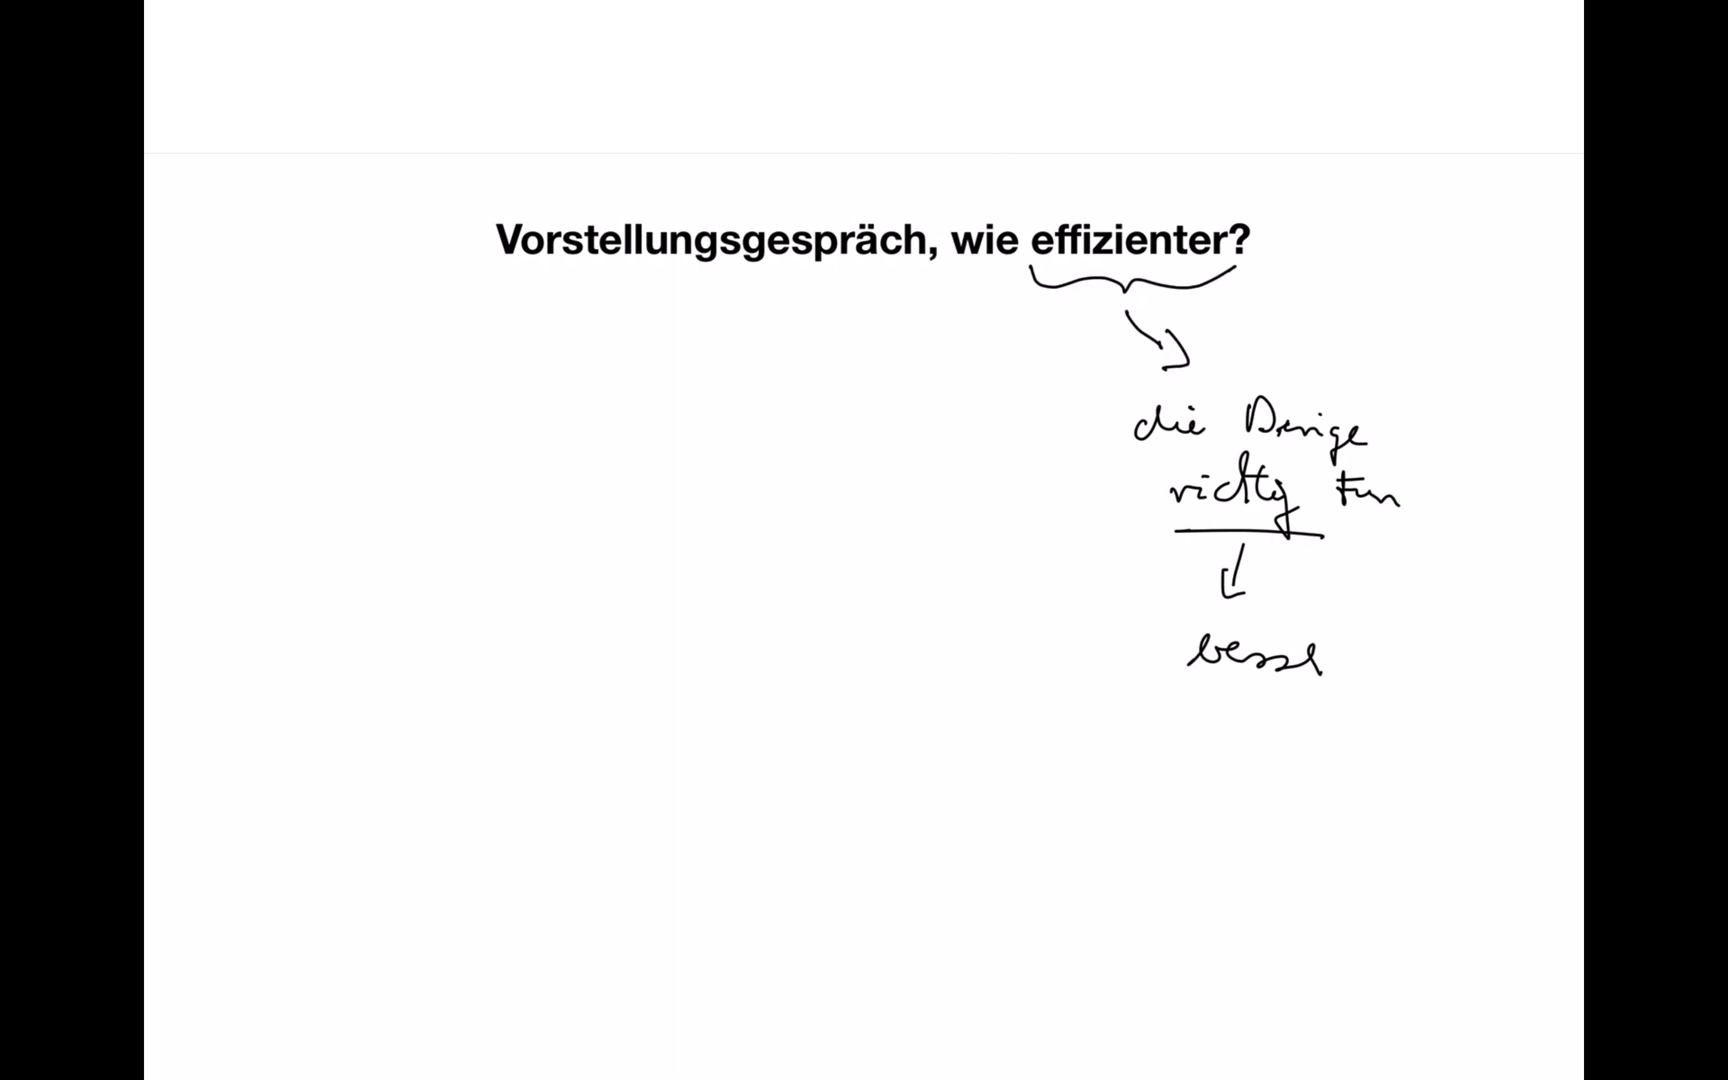 Vorstellungsgespräch, wie effizienter?
die Dinge
richtig tun
besser